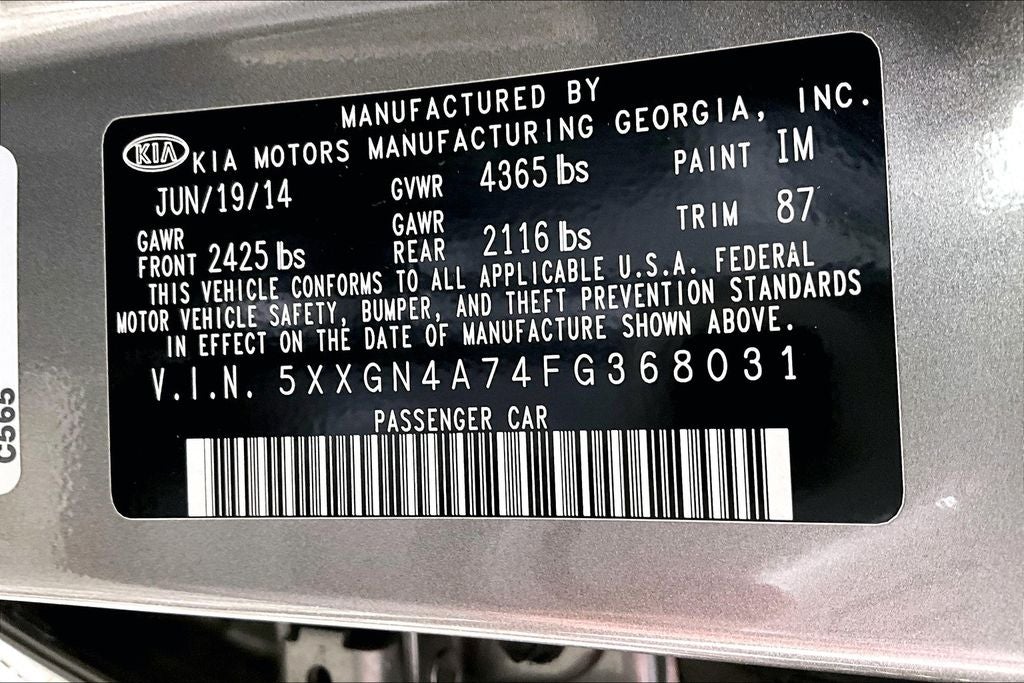 MANUFACTURED BY
KIA KIA MOTORS MANUFACTURING GEORGIA, INC.
JUN/19/14 GVWR 4365 lbs PAINT IM
GAWR FRONT 2425 lbs GAWR REAR 2116 lbs TRIM 87
THIS VEHICLE CONFORMS TO ALL APPLICABLE U.S.A. FEDERAL
MOTOR VEHICLE SAFETY, BUMPER, AND THEFT PREVENTION STANDARDS
IN EFFECT ON THE DATE OF MANUFACTURE SHOWN ABOVE.
V.I.N. 5XXGN4A74FG368031
PASSENGER CAR
C565